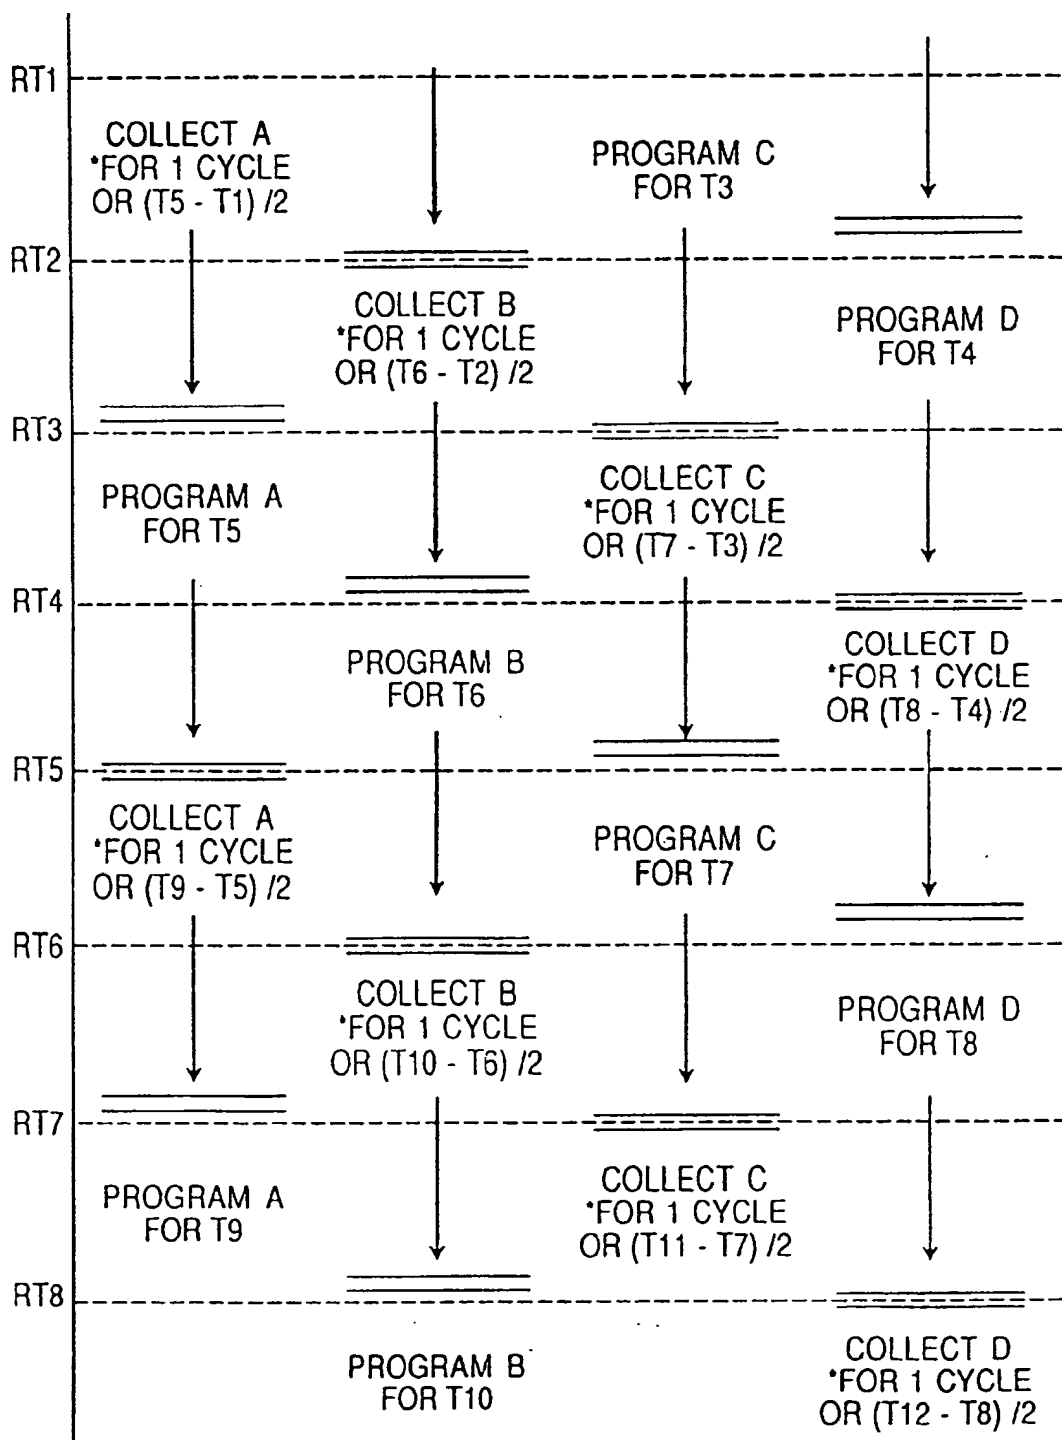 RT1
COLLECT A
*FOR 1 CYCLE
OR (T5 - T1) /2
PROGRAM C
FOR T3
RT2
COLLECT B
*FOR 1 CYCLE
OR (T6 - T2) /2
PROGRAM D
FOR T4
RT3
PROGRAM A
FOR T5
COLLECT C
*FOR 1 CYCLE
OR (T7 - T3) /2
RT4
PROGRAM B
FOR T6
COLLECT D
*FOR 1 CYCLE
OR (T8 - T4) /2
RT5
COLLECT A
*FOR 1 CYCLE
OR (T9 - T5) /2
PROGRAM C
FOR T7
RT6
COLLECT B
*FOR 1 CYCLE
OR (T10 - T6) /2
PROGRAM D
FOR T8
RT7
PROGRAM A
FOR T9
COLLECT C
*FOR 1 CYCLE
OR (T11 - T7) /2
RT8
PROGRAM B
FOR T10
COLLECT D
*FOR 1 CYCLE
OR (T12 - T8) /2